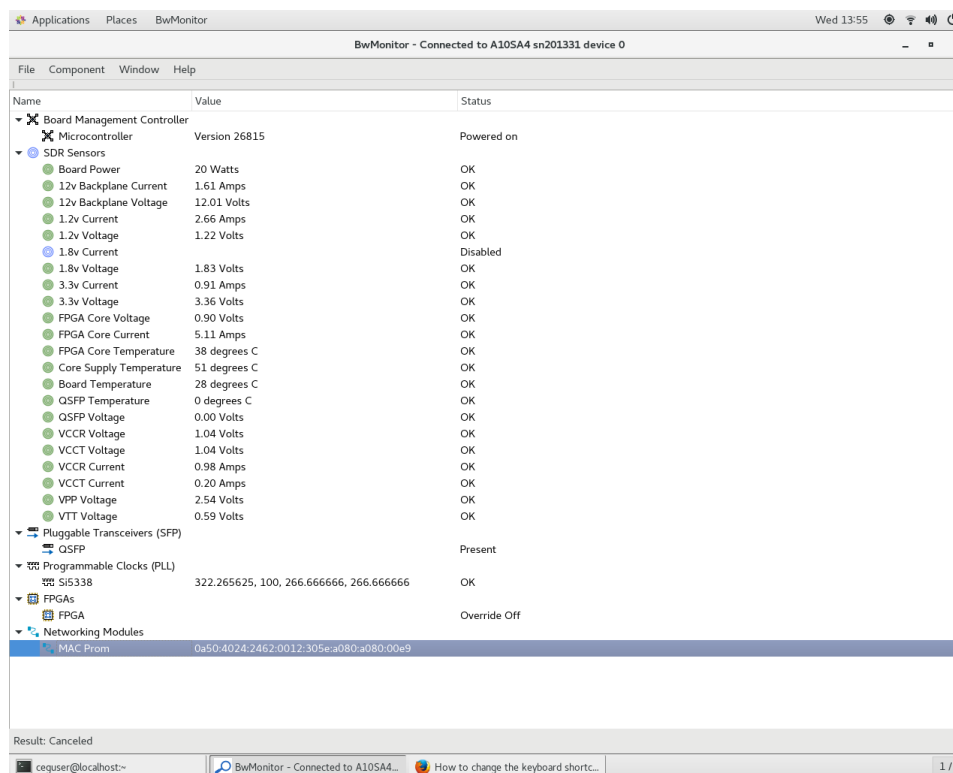 Applications Places BwMonitor Wed 13:55
BwMonitor - Connected to A10SA4 sn201331 device 0
File Component Window Help
Name Value Status
Board Management Controller
Microcontroller Version 26815 Powered on
SDR Sensors
Board Power 20 Watts OK
12v Backplane Current 1.61 Amps OK
12v Backplane Voltage 12.01 Volts OK
1.2v Current 2.66 Amps OK
1.2v Voltage 1.22 Volts OK
1.8v Current Disabled
1.8v Voltage 1.83 Volts OK
3.3v Current 0.91 Amps OK
3.3v Voltage 3.36 Volts OK
FPGA Core Voltage 0.90 Volts OK
FPGA Core Current 5.11 Amps OK
FPGA Core Temperature 38 degrees C OK
Core Supply Temperature 51 degrees C OK
Board Temperature 28 degrees C OK
QSFP Temperature 0 degrees C OK
QSFP Voltage 0.00 Volts OK
VCCR Voltage 1.04 Volts OK
VCCT Voltage 1.04 Volts OK
VCCR Current 0.98 Amps OK
VCCT Current 0.20 Amps OK
VPP Voltage 2.54 Volts OK
VTT Voltage 0.59 Volts OK
Pluggable Transceivers (SFP)
QSFP Present
Programmable Clocks (PLL)
Si5338 322.265625, 100, 266.666666, 266.666666 OK
FPGAs
FPGA Override Off
Networking Modules
MAC Prom 0a50:4024:2462:0012:305e:a080:a080:00e9
Result: Canceled
cequser@localhost:~ BwMonitor - Connected to A10SA4... How to change the keyboard shortc... 1 /